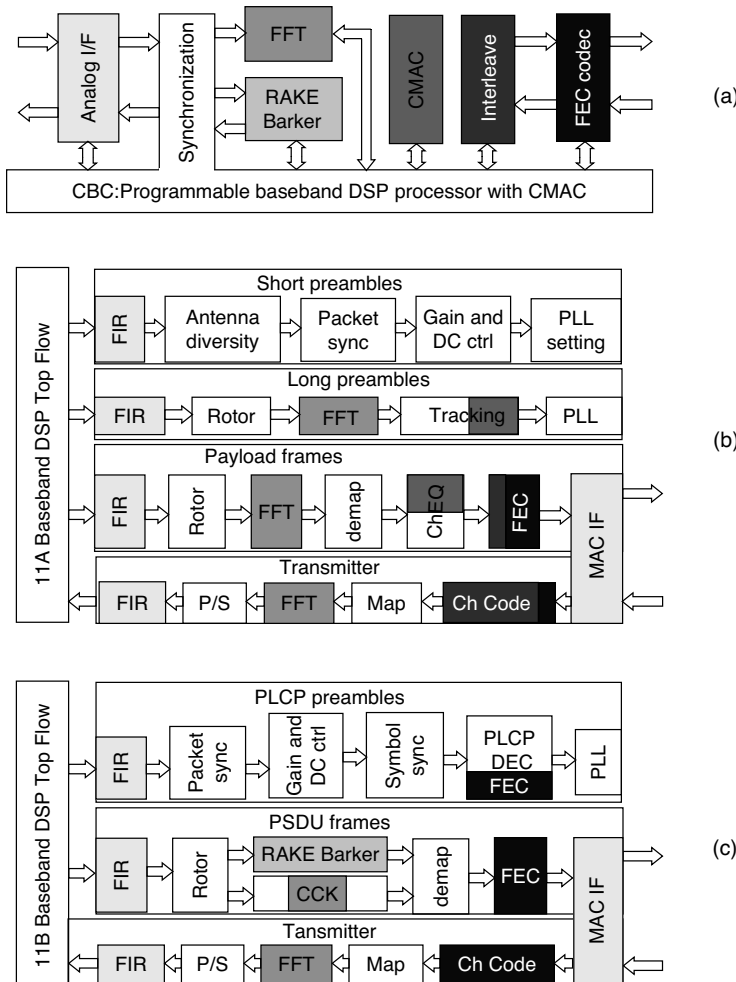 Analog I/F
Synchronization
FFT
RAKE
Barker
CMAC
Interleave
FEC codec
(a)
CBC:Programmable baseband DSP processor with CMAC
11A Baseband DSP Top Flow
Short preambles
FIR
Antenna
diversity
Packet
sync
Gain and
DC ctrl
PLL
setting
Long preambles
FIR
Rotor
FFT
Tracking
PLL
(b)
Payload frames
FIR
Rotor
FFT
demap
ChEQ
FEC
MAC IF
Transmitter
FIR
P/S
FFT
Map
Ch Code
11B Baseband DSP Top Flow
PLCP preambles
FIR
Packet
sync
Gain and
DC ctrl
Symbol
sync
PLCP
DEC
FEC
PLL
PSDU frames
FIR
Rotor
RAKE Barker
CCK
demap
FEC
MAC IF
(c)
Tansmitter
FIR
P/S
FFT
Map
Ch Code